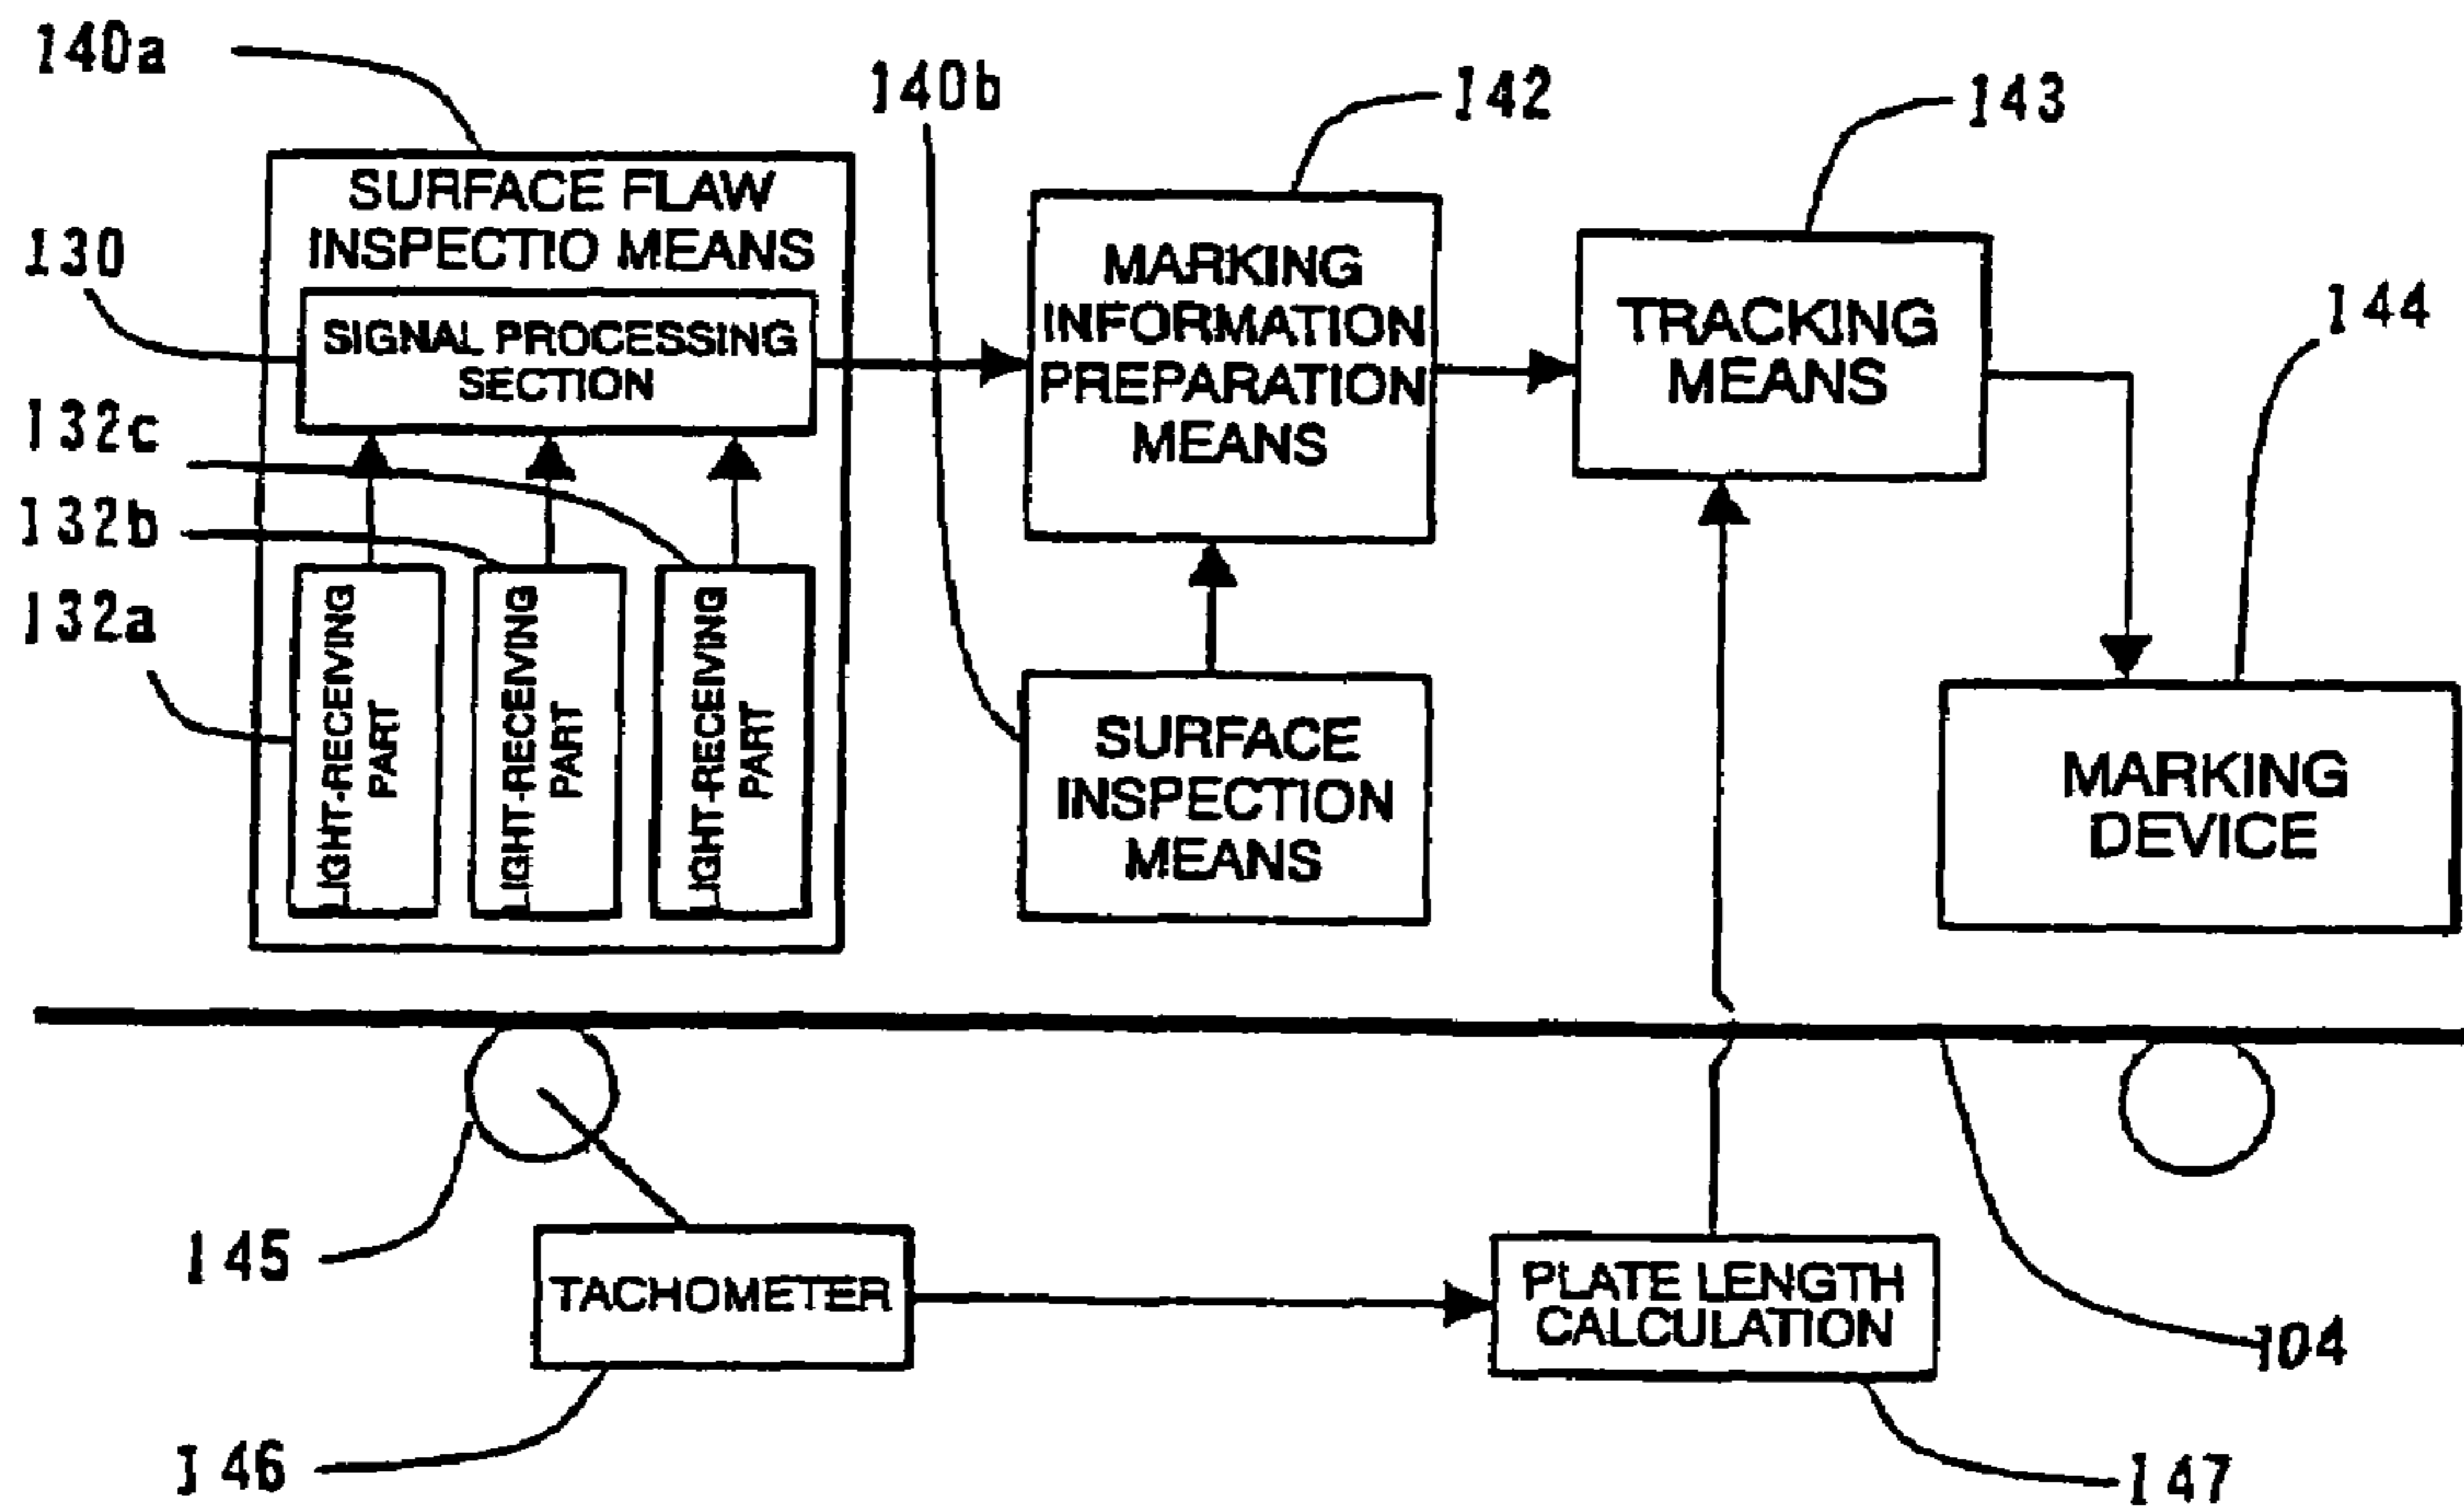 140a
140b
142
143
SURFACE FLAW
INSPECTIO MEANS
130
SIGNAL PROCESSING
SECTION
MARKING
INFORMATION
PREPARATION
MEANS
TRACKING
MEANS
144
132c
132b
132a
LIGHT-RECEIVING
PART
LIGHT-RECEIVING
PART
LIGHT-RECEIVING
PART
SURFACE
INSPECTION
MEANS
MARKING
DEVICE
145
TACHOMETER
PLATE LENGTH
CALCULATION
104
146
147